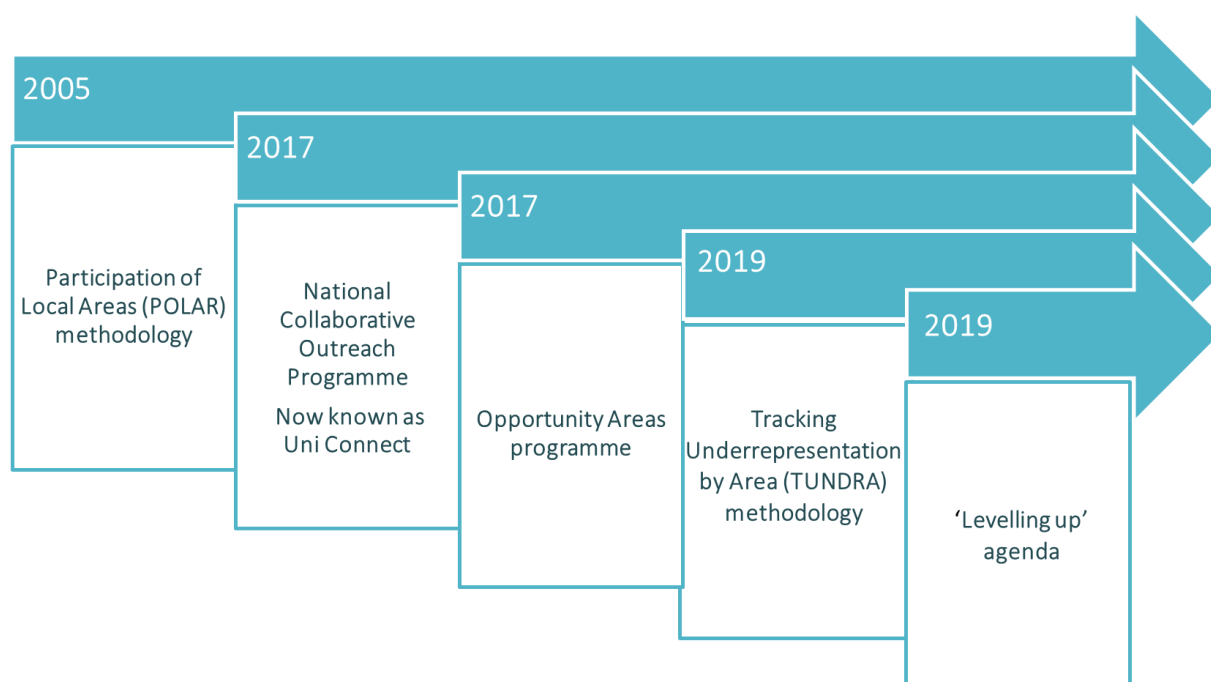 2005
Participation of
Local Areas (POLAR)
methodology
2017
National
Collaborative
Outreach
Programme
Now known as
Uni Connect
2017
Opportunity Areas
programme
2019
Tracking
Underrepresentation
by Area (TUNDRA)
methodology
2019
‘Levelling up’
agenda